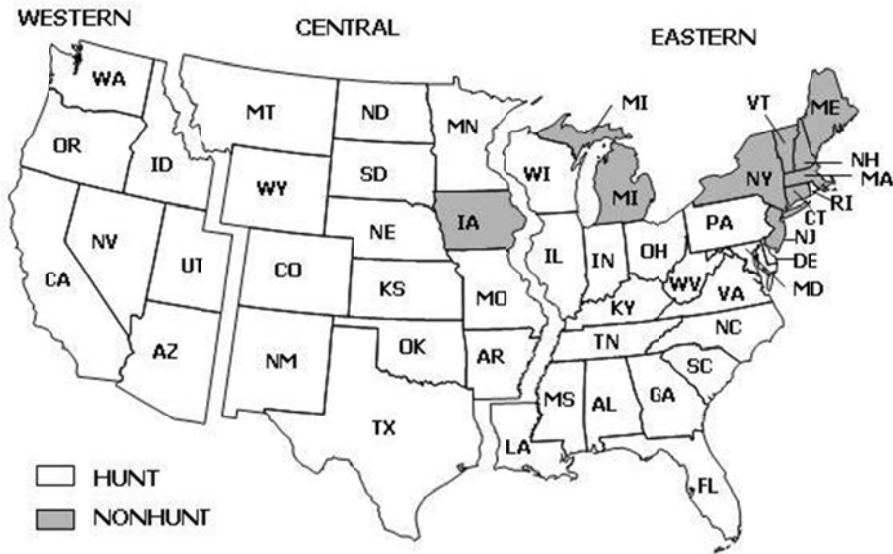 WESTERN
CENTRAL
EASTERN
WA
MT
ND
MN
MI
VT
ME
OR
ID
SD
WI
NH
MA
WY
MI
NY
RI
CT
IA
NV
NE
PA
NJ
CA
UT
CO
IL
IN
OH
DE
KS
MO
WV
VA
MD
KY
NC
AZ
NM
OK
AR
TN
SC
MS
AL
GA
TX
LA
HUNT
FL
NONHUNT